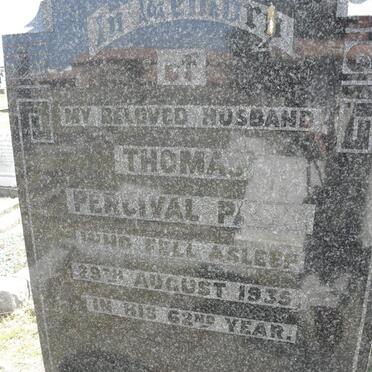 In Memory
OF
MY BELOVED HUSBAND
THOMAS
PERCIVAL
WHO FELL ASLEEP
29TH AUGUST 1935
IN HIS 62ND YEAR.